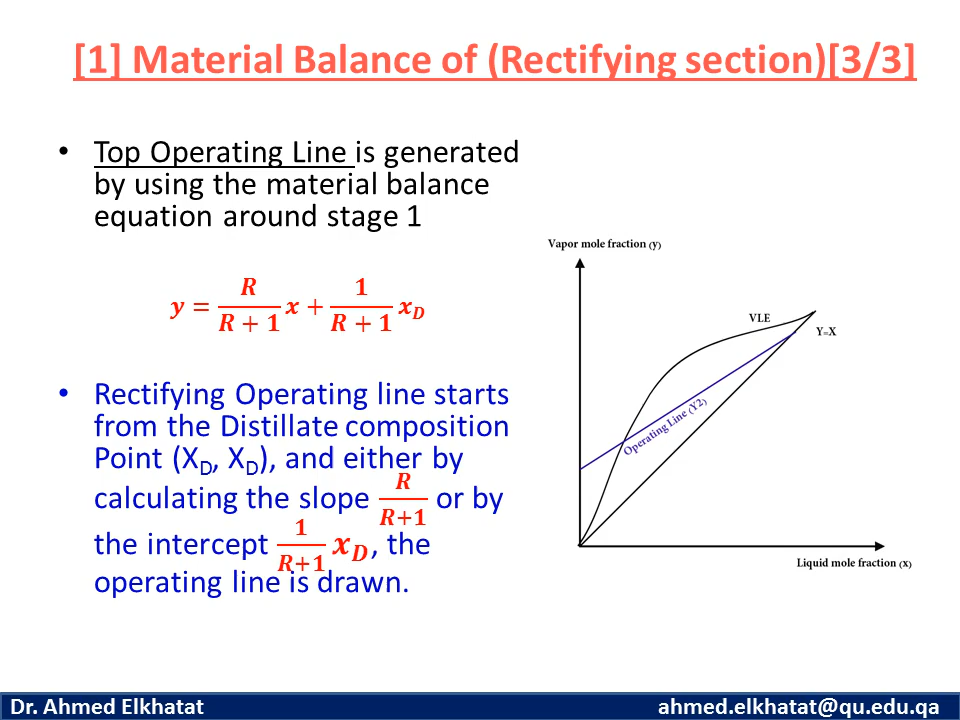 [1] Material Balance of (Rectifying section)[3/3]
• Top Operating Line is generated
by using the material balance
equation around stage 1
y = R/(R + 1) x + 1/(R + 1) x_D
• Rectifying Operating line starts
from the Distillate composition
Point (X_D, X_D), and either by
calculating the slope R/(R+1) or by
the intercept 1/(R+1) x_D, the
operating line is drawn.
Vapor mole fraction (y)
VLE
Y=X
Operating Line (Y2)
Liquid mole fraction (x)
Dr. Ahmed Elkhatat
ahmed.elkhatat@qu.edu.qa